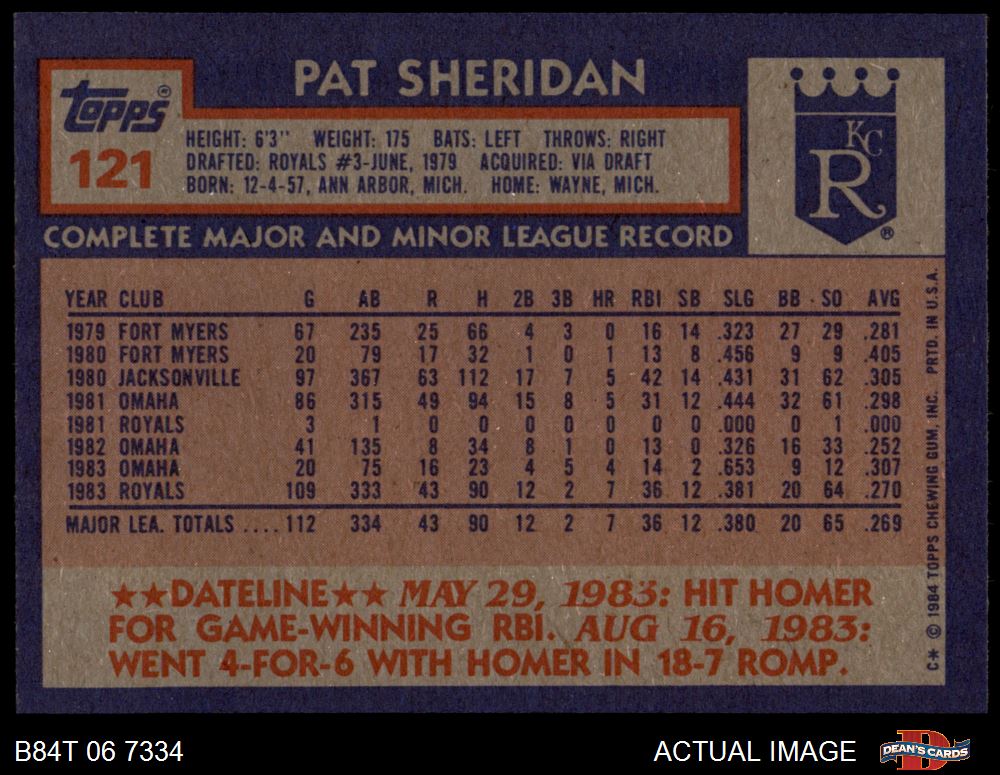 PAT SHERIDAN
topps®
121
HEIGHT: 6'3'' WEIGHT: 175 BATS: LEFT THROWS: RIGHT
DRAFTED: ROYALS #3-JUNE, 1979 ACQUIRED: VIA DRAFT
BORN: 12-4-57, ANN ARBOR, MICH. HOME: WAYNE, MICH.
KC
R
®
COMPLETE MAJOR AND MINOR LEAGUE RECORD
YEAR CLUB G AB R H 2B 3B HR RBI SB SLG BB SO AVG
1979 FORT MYERS 67 235 25 66 4 3 0 16 14 .323 27 29 .281
1980 FORT MYERS 20 79 17 32 1 0 1 13 8 .456 9 9 .405
1980 JACKSONVILLE 97 367 63 112 17 7 5 42 14 .431 31 62 .305
1981 OMAHA 86 315 49 94 15 8 5 31 12 .444 32 61 .298
1981 ROYALS 3 1 0 0 0 0 0 0 0 .000 0 1 .000
1982 OMAHA 41 135 8 34 8 1 0 13 0 .326 16 33 .252
1983 OMAHA 20 75 16 23 4 5 4 14 2 .653 9 12 .307
1983 ROYALS 109 333 43 90 12 2 7 36 12 .381 20 64 .270
MAJOR LEA. TOTALS .... 112 334 43 90 12 2 7 36 12 .380 20 65 .269
★★DATELINE★★ MAY 29, 1983: HIT HOMER
FOR GAME-WINNING RBI. AUG 16, 1983:
WENT 4-FOR-6 WITH HOMER IN 18-7 ROMP.
C* © 1984 TOPPS CHEWING GUM, INC. PRTD. IN U.S.A.
B84T 06 7334
ACTUAL IMAGE
D
DEAN'S CARDS